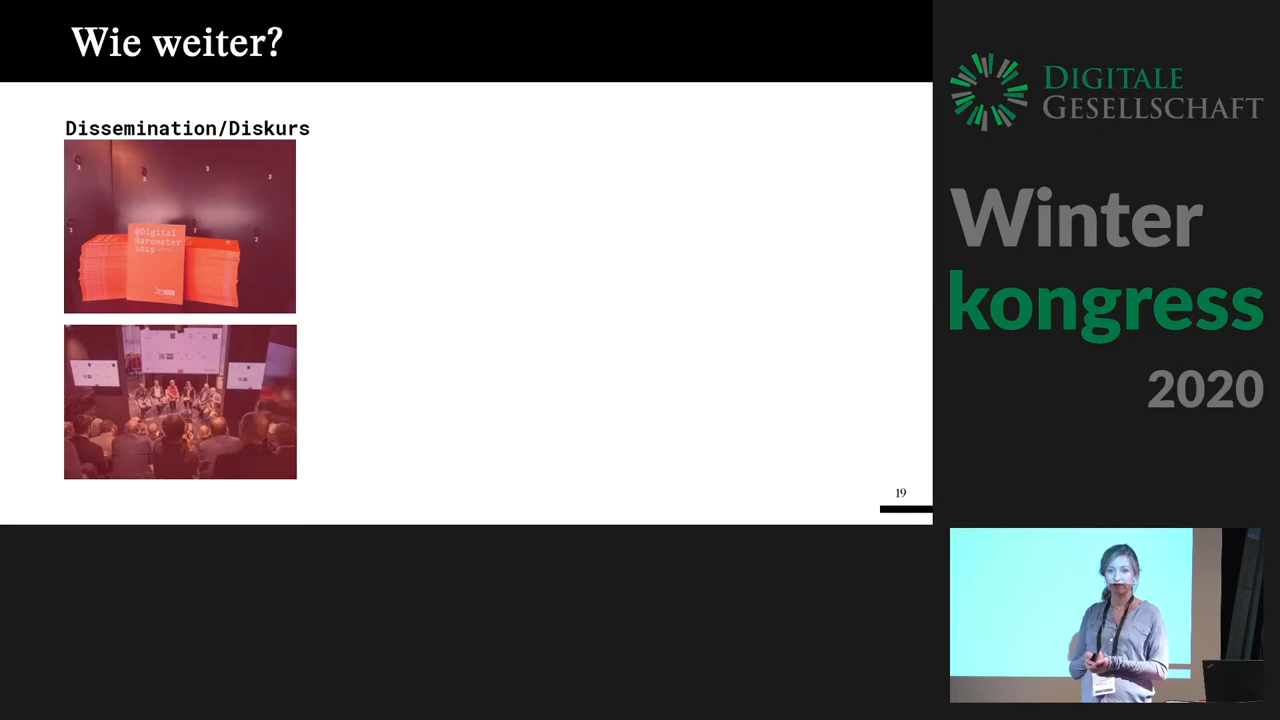 Wie weiter?
Dissemination/Diskurs
@Digital
Barometer
2019
19
DIGITALE
GESELLSCHAFT
Winter
kongress
2020